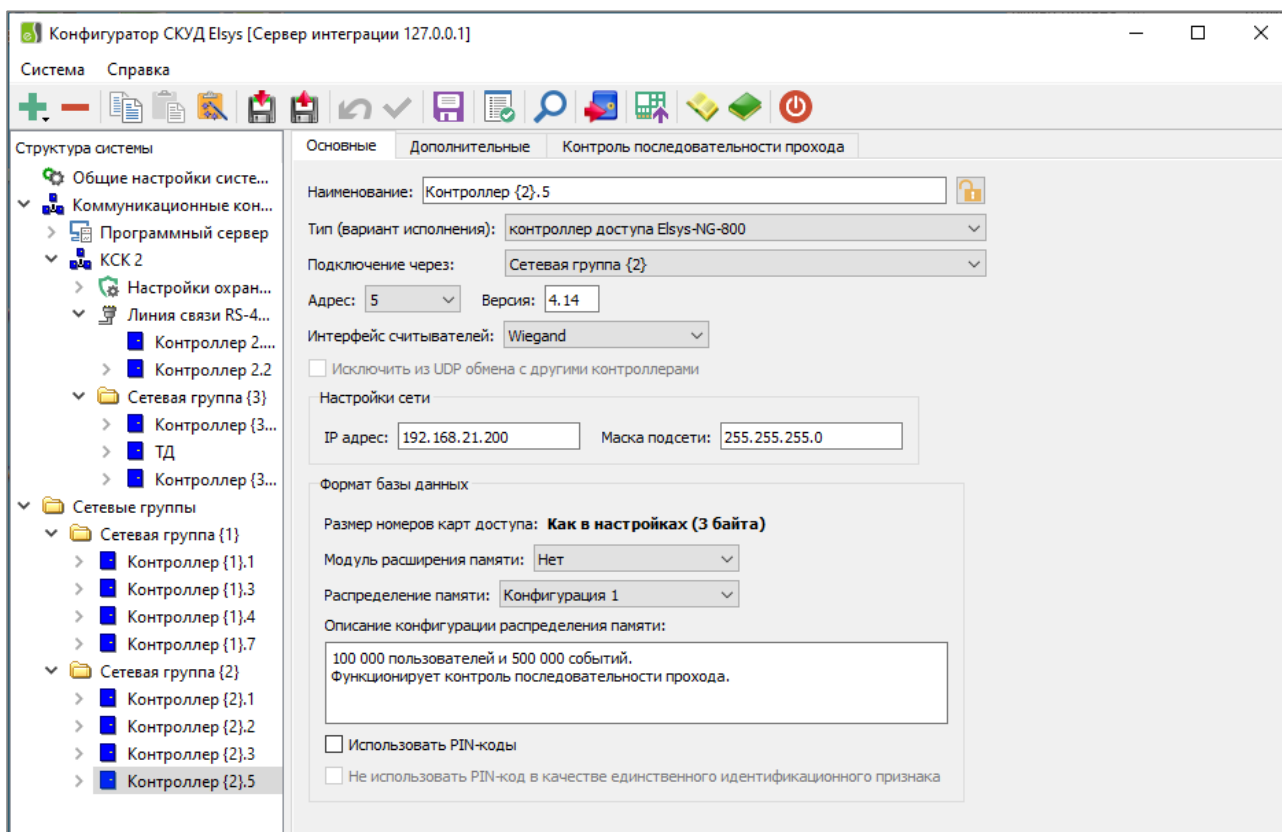 Конфигуратор СКУД Elsys [Сервер интеграции 127.0.0.1]
Система Справка
Структура системы
Общие настройки систе...
Коммуникационные кон...
Программный сервер
КСК 2
Настройки охран...
Линия связи RS-4...
Контроллер 2....
Контроллер 2.2
Сетевая группа {3}
Контроллер {3...
ТД
Контроллер {3...
Сетевые группы
Сетевая группа {1}
Контроллер {1}.1
Контроллер {1}.3
Контроллер {1}.4
Контроллер {1}.7
Сетевая группа {2}
Контроллер {2}.1
Контроллер {2}.2
Контроллер {2}.3
Контроллер {2}.5
Основные Дополнительные Контроль последовательности прохода
Наименование: Контроллер {2}.5
Тип (вариант исполнения): контроллер доступа Elsys-NG-800
Подключение через: Сетевая группа {2}
Адрес: 5 Версия: 4.14
Интерфейс считывателей: Wiegand
Исключить из UDP обмена с другими контроллерами
Настройки сети
IP адрес: 192.168.21.200 Маска подсети: 255.255.255.0
Формат базы данных
Размер номеров карт доступа: Как в настройках (3 байта)
Модуль расширения памяти: Нет
Распределение памяти: Конфигурация 1
Описание конфигурации распределения памяти:
100 000 пользователей и 500 000 событий.
Функционирует контроль последовательности прохода.
Использовать PIN-коды
Не использовать PIN-код в качестве единственного идентификационного признака